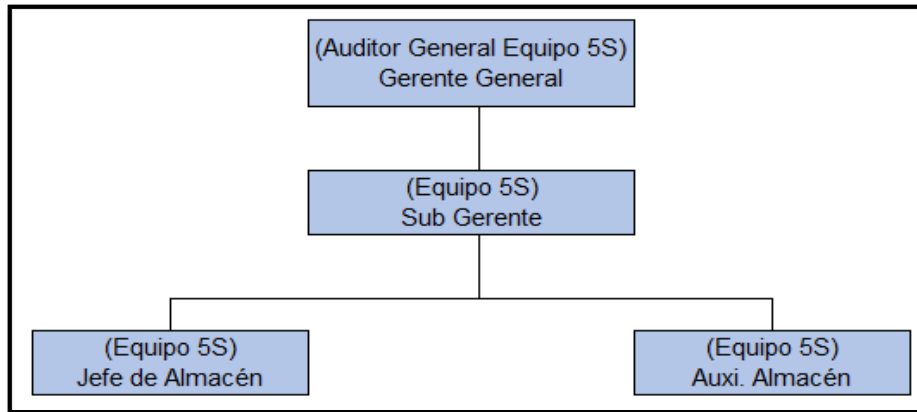 (Auditor General Equipo 5S)
Gerente General
(Equipo 5S)
Sub Gerente
(Equipo 5S)
Jefe de Almacén
(Equipo 5S)
Auxi. Almacén